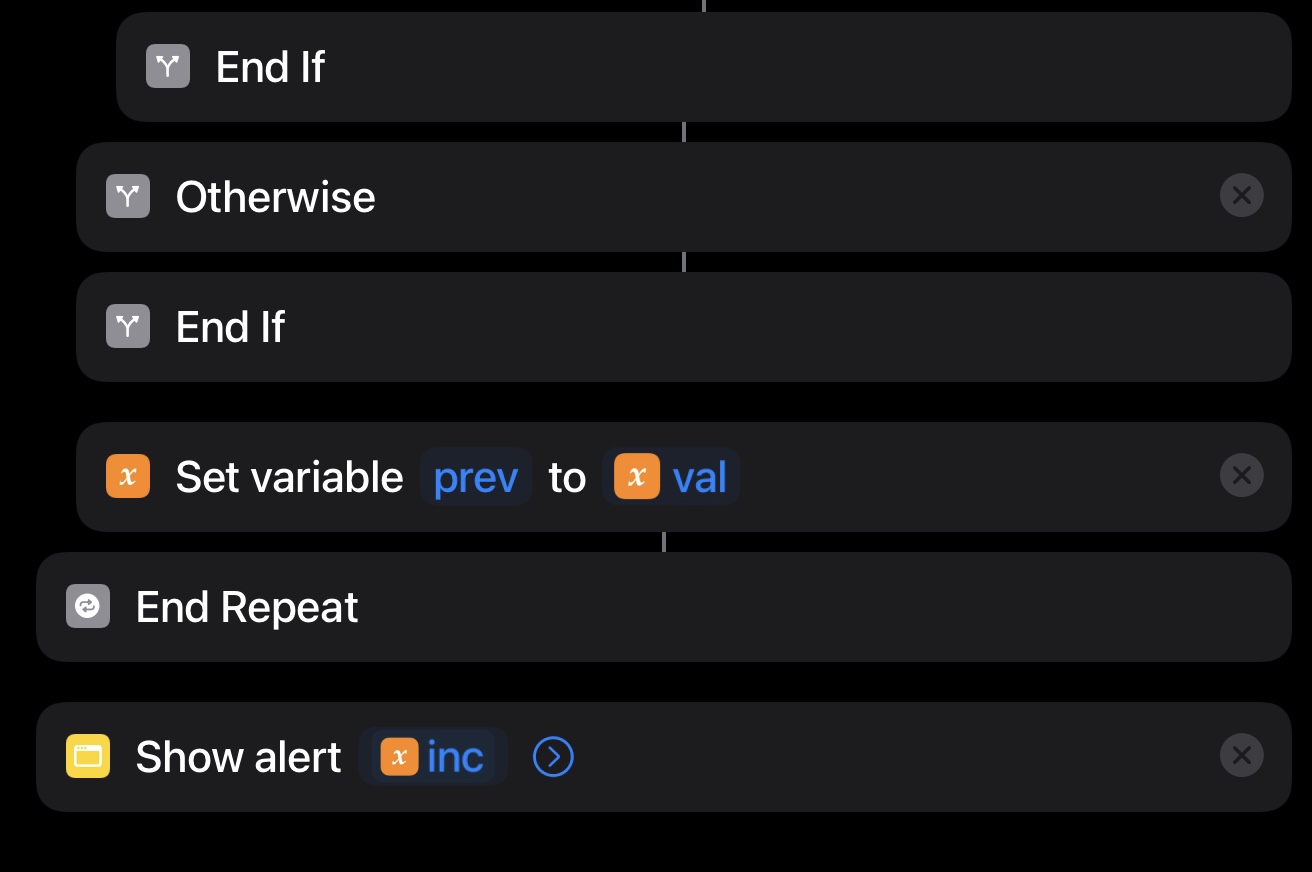 End If
Otherwise
End If
Set variable prev to x val
End Repeat
Show alert x inc